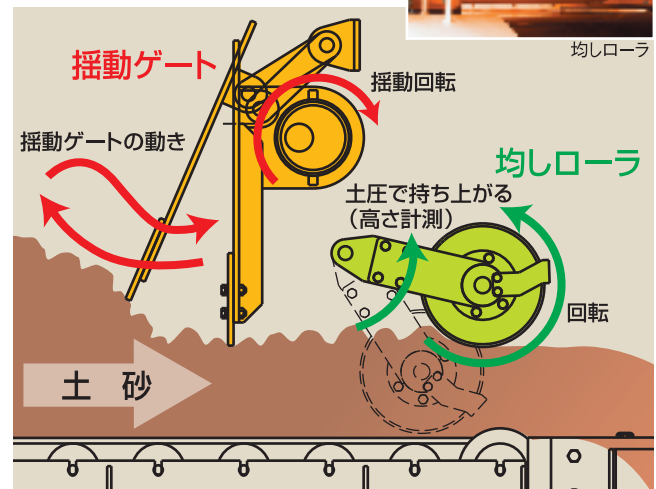 均しローラ
揺動ゲート
揺動回転
揺動ゲートの動き
均しローラ
土圧で持ち上がる
（高さ計測）
回転
土 砂